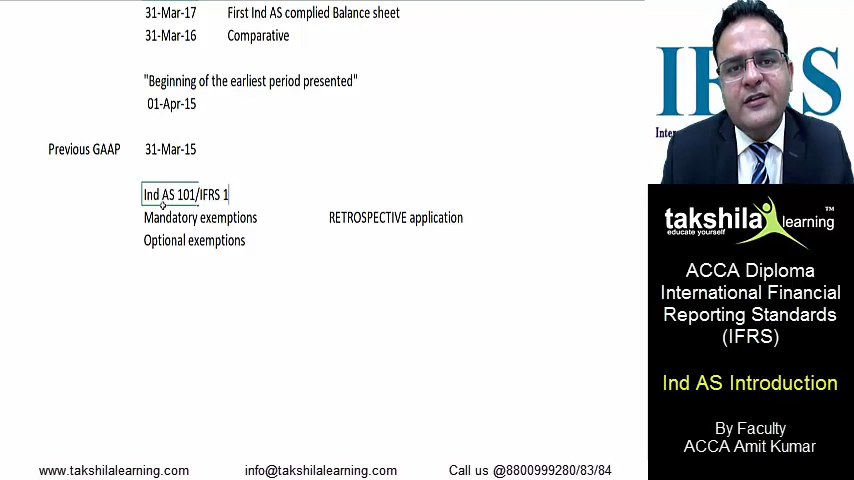 31-Mar-17 First Ind AS complied Balance sheet
31-Mar-16 Comparative
"Beginning of the earliest period presented"
01-Apr-15
Previous GAAP 31-Mar-15
Ind AS 101/IFRS 1
Mandatory exemptions RETROSPECTIVE application
Optional exemptions
takshila learning ™
educate yourself
ACCA Diploma
International Financial
Reporting Standards
(IFRS)
Ind AS Introduction
By Faculty
ACCA Amit Kumar
www.takshilalearning.com info@takshilalearning.com Call us @8800999280/83/84